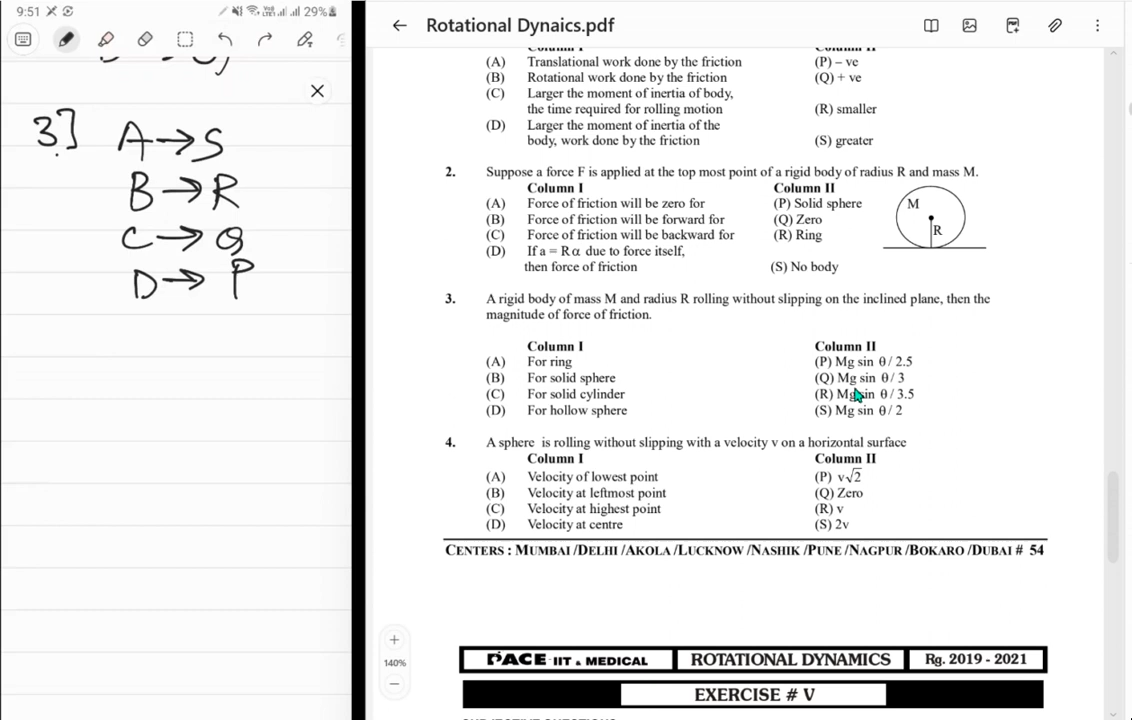 9:51 29%
Rotational Dynaics.pdf
Column I Column II
(A) Translational work done by the friction (P) – ve
(B) Rotational work done by the friction (Q) + ve
(C) Larger the moment of inertia of body,
the time required for rolling motion (R) smaller
(D) Larger the moment of inertia of the
body, work done by the friction (S) greater
3] A → S
B → R
C → Q
D → P
2. Suppose a force F is applied at the top most point of a rigid body of radius R and mass M.
Column I Column II
(A) Force of friction will be zero for (P) Solid sphere
(B) Force of friction will be forward for (Q) Zero
(C) Force of friction will be backward for (R) Ring
(D) If a = Rα due to force itself,
then force of friction (S) No body
M
R
3. A rigid body of mass M and radius R rolling without slipping on the inclined plane, then the
magnitude of force of friction.
Column I Column II
(A) For ring (P) Mg sin θ / 2.5
(B) For solid sphere (Q) Mg sin θ / 3
(C) For solid cylinder (R) Mg sin θ / 3.5
(D) For hollow sphere (S) Mg sin θ / 2
4. A sphere is rolling without slipping with a velocity v on a horizontal surface
Column I Column II
(A) Velocity of lowest point (P) v√2
(B) Velocity at leftmost point (Q) Zero
(C) Velocity at highest point (R) v
(D) Velocity at centre (S) 2v
CENTERS : MUMBAI /DELHI /AKOLA /LUCKNOW /NASHIK /PUNE /NAGPUR /BOKARO /DUBAI # 54
140%
PACE IIT & MEDICAL ROTATIONAL DYNAMICS Rg. 2019 - 2021
EXERCISE # V